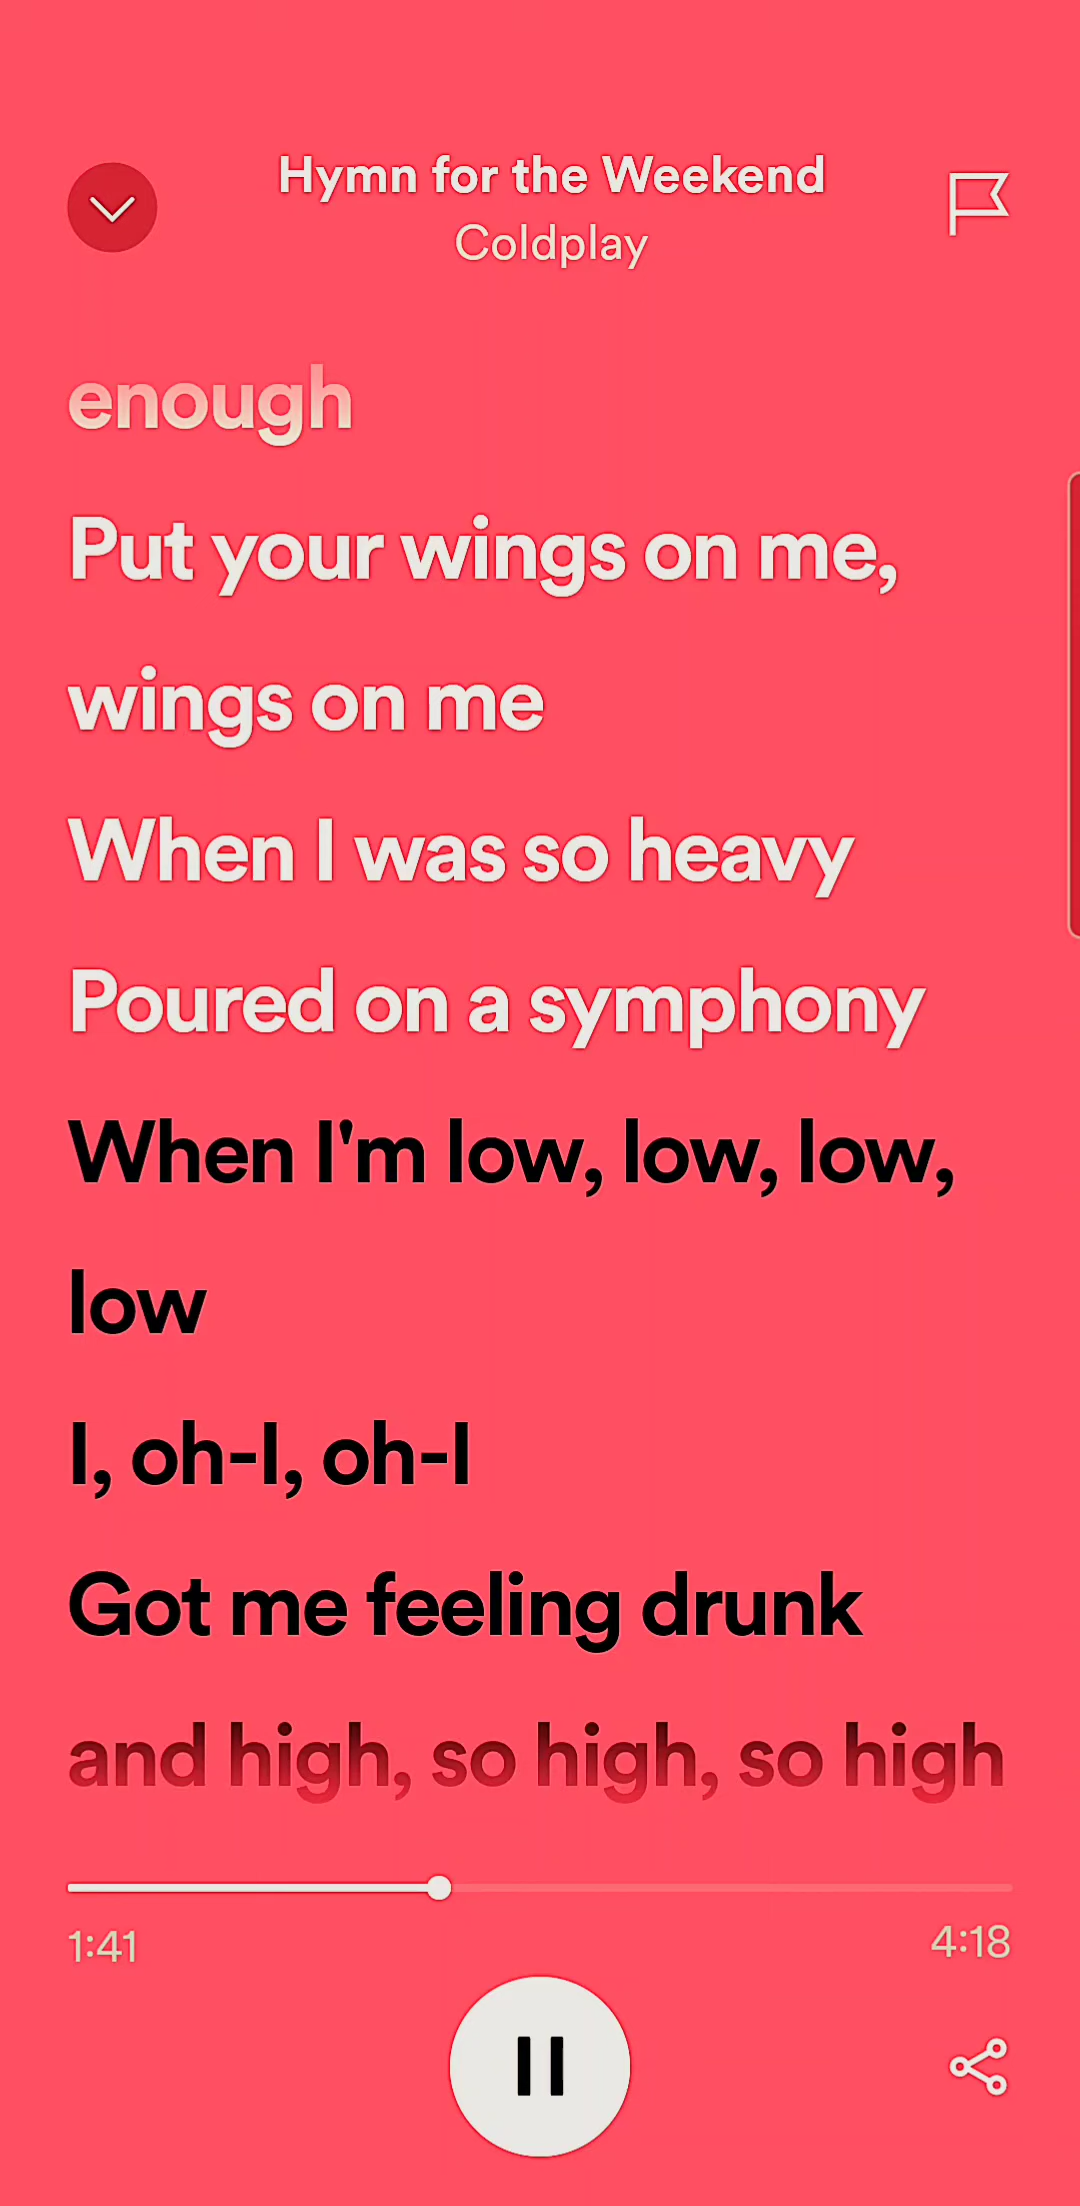 Hymn for the Weekend
Coldplay
enough
Put your wings on me,
wings on me
When I was so heavy
Poured on a symphony
When I'm low, low, low,
low
I, oh-I, oh-I
Got me feeling drunk
and high, so high, so high
1:41
4:18